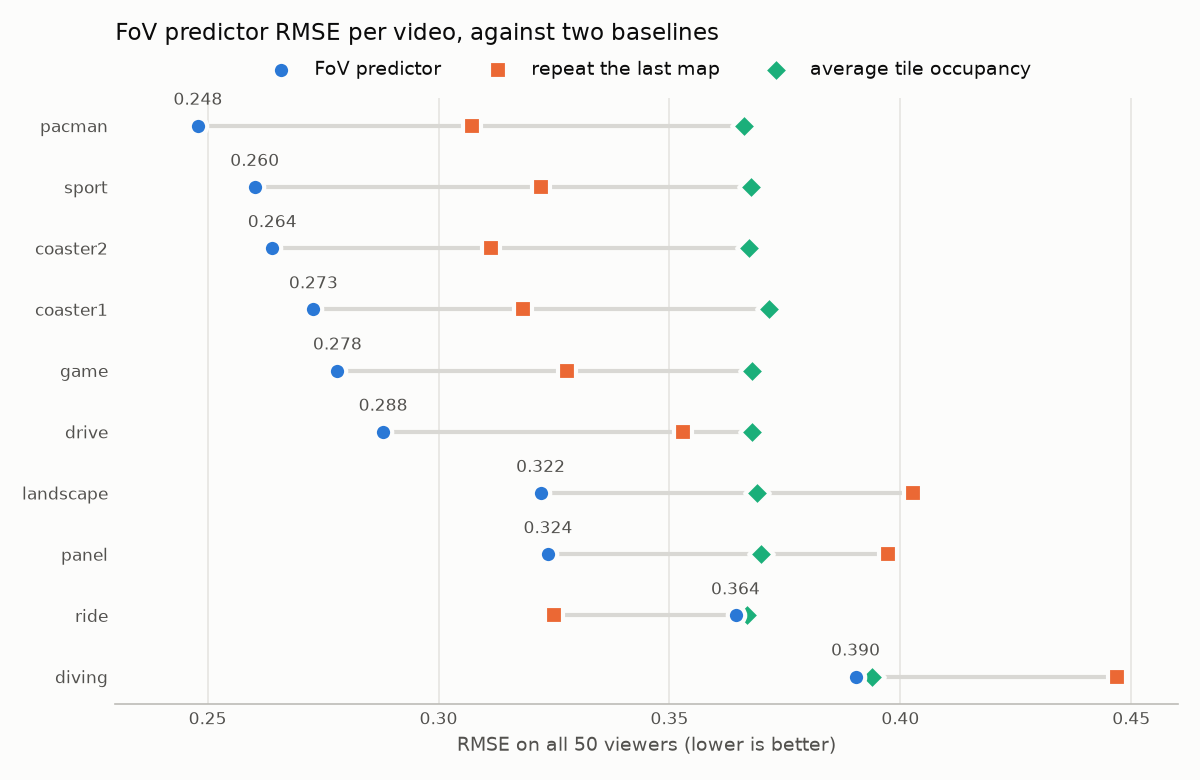 FoV predictor RMSE per video, against two baselines
FoV predictor repeat the last map average tile occupancy
0.248
pacman
0.260
sport
0.264
coaster2
0.273
coaster1
0.278
game
0.288
drive
0.322
landscape
0.324
panel
0.364
ride
0.390
diving
0.25 0.30 0.35 0.40 0.45
RMSE on all 50 viewers (lower is better)